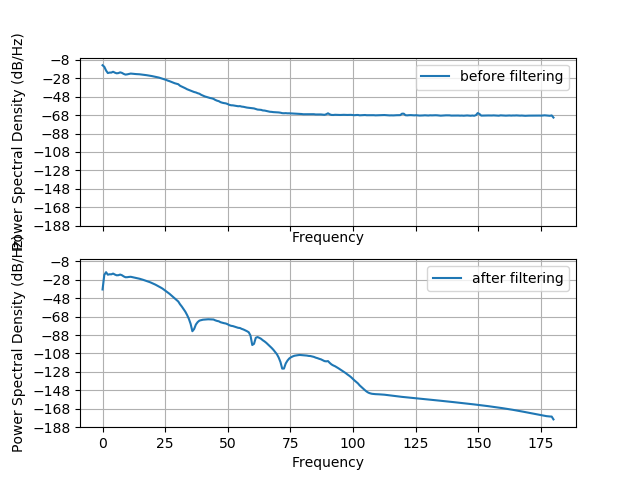 Power Spectral Density (dB/Hz)
-8
-28
-48
-68
-88
-108
-128
-148
-168
-188
before filtering
Frequency
Power Spectral Density (dB/Hz)
-8
-28
-48
-68
-88
-108
-128
-148
-168
-188
after filtering
0 25 50 75 100 125 150 175
Frequency